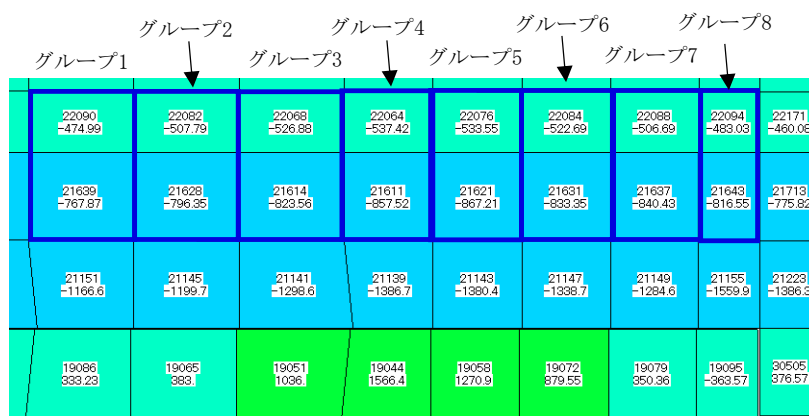 グループ2 グループ4 グループ6 グループ8
グループ1 グループ3 グループ5 グループ7
22090 22082 22068 22064 22076 22084 22088 22094 22171
-474.99 -507.79 -526.88 -537.42 -533.55 -522.69 -506.69 -483.03 -460.08
21639 21628 21614 21611 21621 21631 21637 21643 21713
-767.87 -796.35 -823.56 -857.52 -867.21 -833.35 -840.43 -816.55 -775.82
21151 21145 21141 21139 21143 21147 21149 21155 21223
-1166.6 -1199.7 -1298.6 -1386.7 -1380.4 -1338.7 -1284.6 -1559.9 -1386.3
19086 19065 19051 19044 19058 19072 19079 19095 30505
333.23 383. 1036. 1566.4 1270.9 879.55 350.36 -363.57 376.57